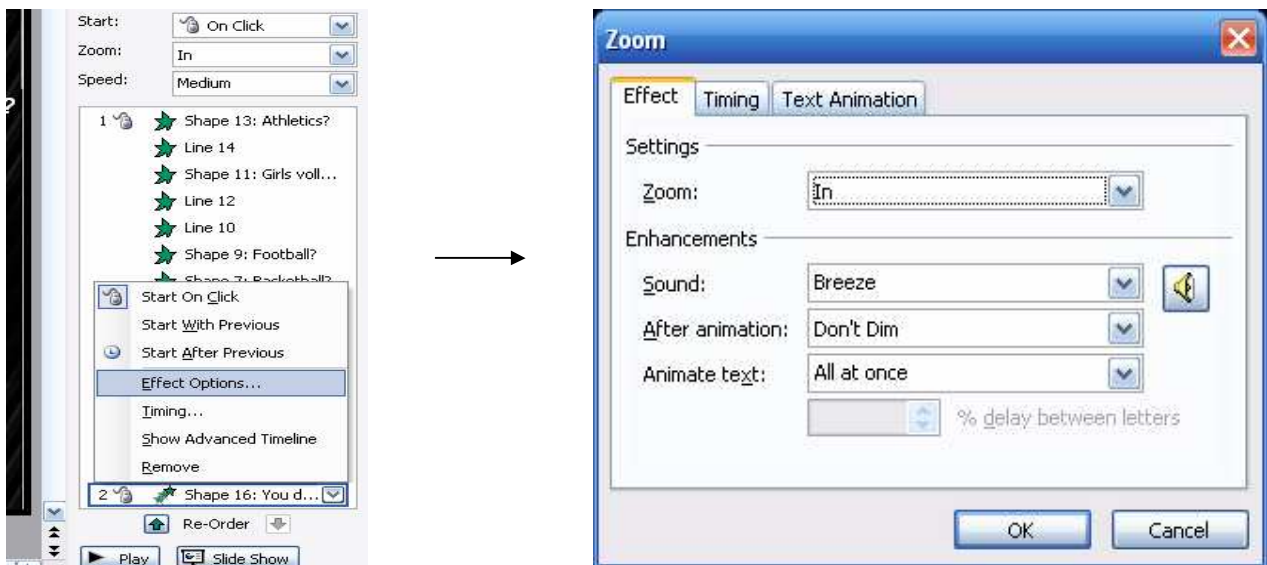 Start: On Click
Zoom: In
Speed: Medium
?
1 Shape 13: Athletics?
Line 14
Shape 11: Girls voll...
Line 12
Line 10
Shape 9: Football?
Shape 7: Basketball?
Start On Click
Start With Previous
Start After Previous
Effect Options...
Timing...
Show Advanced Timeline
Remove
2 Shape 16: You d...
Re-Order
Play Slide Show
Zoom
Effect Timing Text Animation
Settings
Zoom: In
Enhancements
Sound: Breeze
After animation: Don't Dim
Animate text: All at once
% delay between letters
OK Cancel